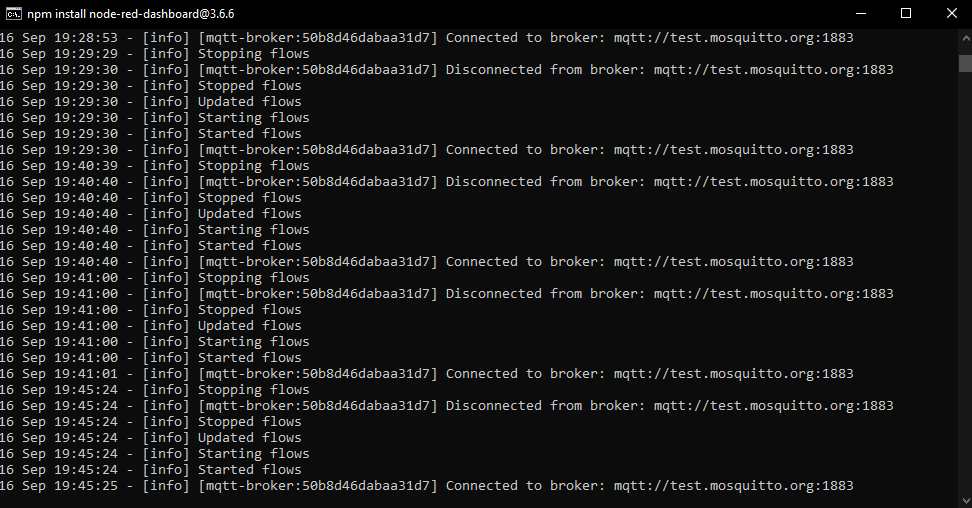 npm install node-red-dashboard@3.6.6
16 Sep 19:28:53 - [info] [mqtt-broker:50b8d46dabaa31d7] Connected to broker: mqtt://test.mosquitto.org:1883
16 Sep 19:29:29 - [info] Stopping flows
16 Sep 19:29:30 - [info] [mqtt-broker:50b8d46dabaa31d7] Disconnected from broker: mqtt://test.mosquitto.org:1883
16 Sep 19:29:30 - [info] Stopped flows
16 Sep 19:29:30 - [info] Updated flows
16 Sep 19:29:30 - [info] Starting flows
16 Sep 19:29:30 - [info] Started flows
16 Sep 19:29:30 - [info] [mqtt-broker:50b8d46dabaa31d7] Connected to broker: mqtt://test.mosquitto.org:1883
16 Sep 19:40:39 - [info] Stopping flows
16 Sep 19:40:40 - [info] [mqtt-broker:50b8d46dabaa31d7] Disconnected from broker: mqtt://test.mosquitto.org:1883
16 Sep 19:40:40 - [info] Stopped flows
16 Sep 19:40:40 - [info] Updated flows
16 Sep 19:40:40 - [info] Starting flows
16 Sep 19:40:40 - [info] Started flows
16 Sep 19:40:40 - [info] [mqtt-broker:50b8d46dabaa31d7] Connected to broker: mqtt://test.mosquitto.org:1883
16 Sep 19:41:00 - [info] Stopping flows
16 Sep 19:41:00 - [info] [mqtt-broker:50b8d46dabaa31d7] Disconnected from broker: mqtt://test.mosquitto.org:1883
16 Sep 19:41:00 - [info] Stopped flows
16 Sep 19:41:00 - [info] Updated flows
16 Sep 19:41:00 - [info] Starting flows
16 Sep 19:41:00 - [info] Started flows
16 Sep 19:41:01 - [info] [mqtt-broker:50b8d46dabaa31d7] Connected to broker: mqtt://test.mosquitto.org:1883
16 Sep 19:45:24 - [info] Stopping flows
16 Sep 19:45:24 - [info] [mqtt-broker:50b8d46dabaa31d7] Disconnected from broker: mqtt://test.mosquitto.org:1883
16 Sep 19:45:24 - [info] Stopped flows
16 Sep 19:45:24 - [info] Updated flows
16 Sep 19:45:24 - [info] Starting flows
16 Sep 19:45:24 - [info] Started flows
16 Sep 19:45:25 - [info] [mqtt-broker:50b8d46dabaa31d7] Connected to broker: mqtt://test.mosquitto.org:1883